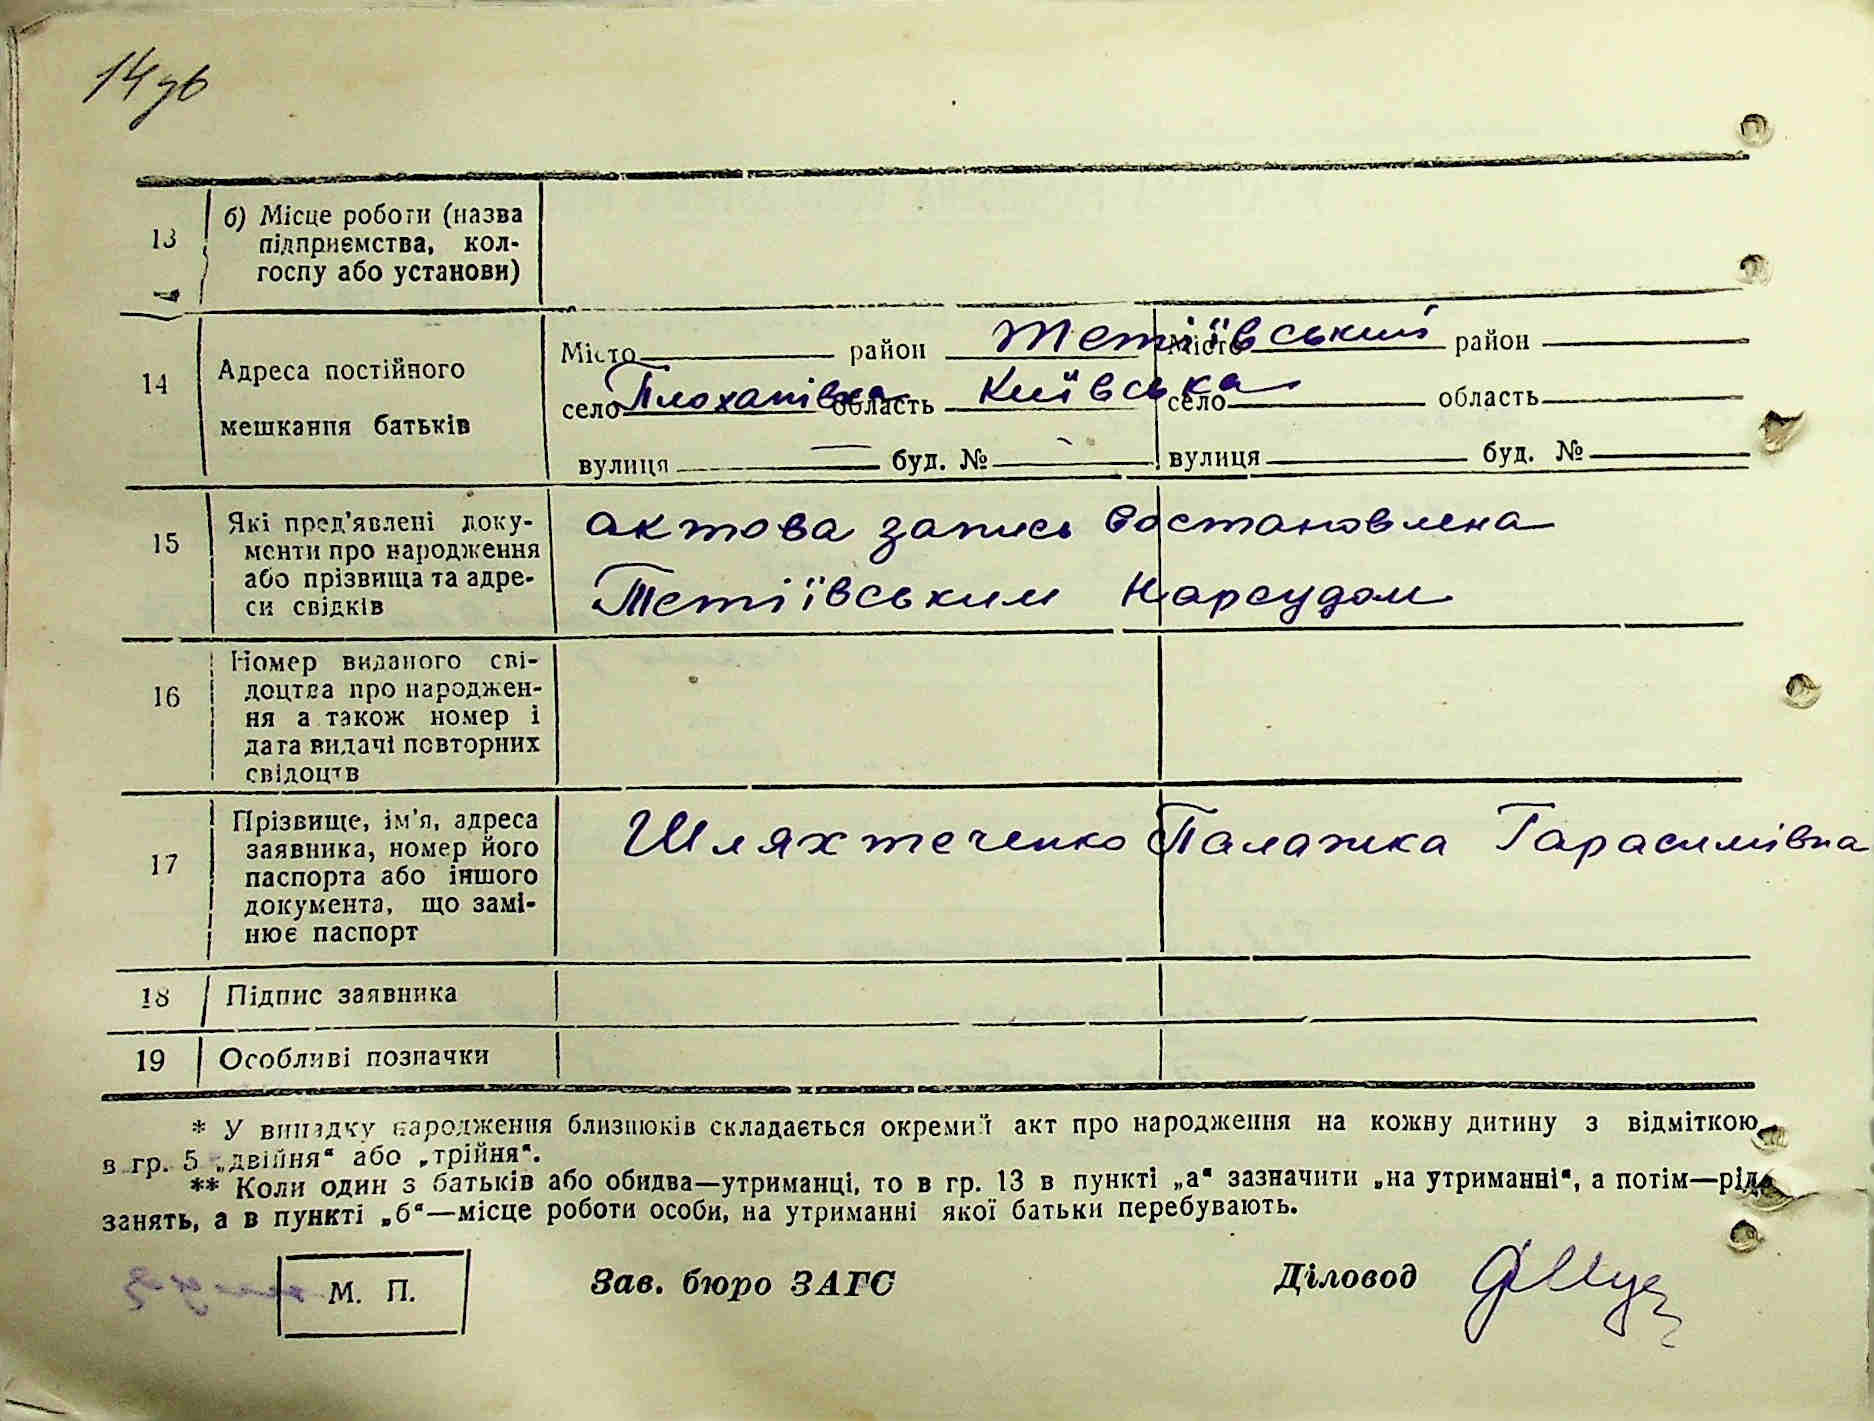 13 б) Місце роботи (назва
підприємства, кол-
госпу або установи)
14 Адреса постійного
мешкання батьків
Місто район Тетіївський Місто район
село Плоханівка область Київська село область
вулиця — буд. № — вулиця буд. №
15 Які пред'явлені доку-
менти про народження
або прізвища та адре-
си свідків
актова запись востановлена
Тетіївським Нарсудом
16 Номер виданого сві-
доцтва про народжен-
ня а також номер і
дата видачі повторних
свідоцтв
17 Прізвище, ім'я, адреса
заявника, номер його
паспорта або іншого
документа, що замі-
нює паспорт
Шляхтеченко Палажка Гарасимівна
18 Підпис заявника
19 Особливі позначки
* У випадку народження близнюків складається окремий акт про народження на кожну дитину з відміткою
в гр. 5 „двійня“ або „трійня“.
** Коли один з батьків або обидва—утриманці, то в гр. 13 в пункті „а“ зазначити „на утриманні“, а потім—рід
занять, а в пункті „б“—місце роботи особи, на утриманні якої батьки перебувають.
М. П. Зав. бюро ЗАГС Діловод